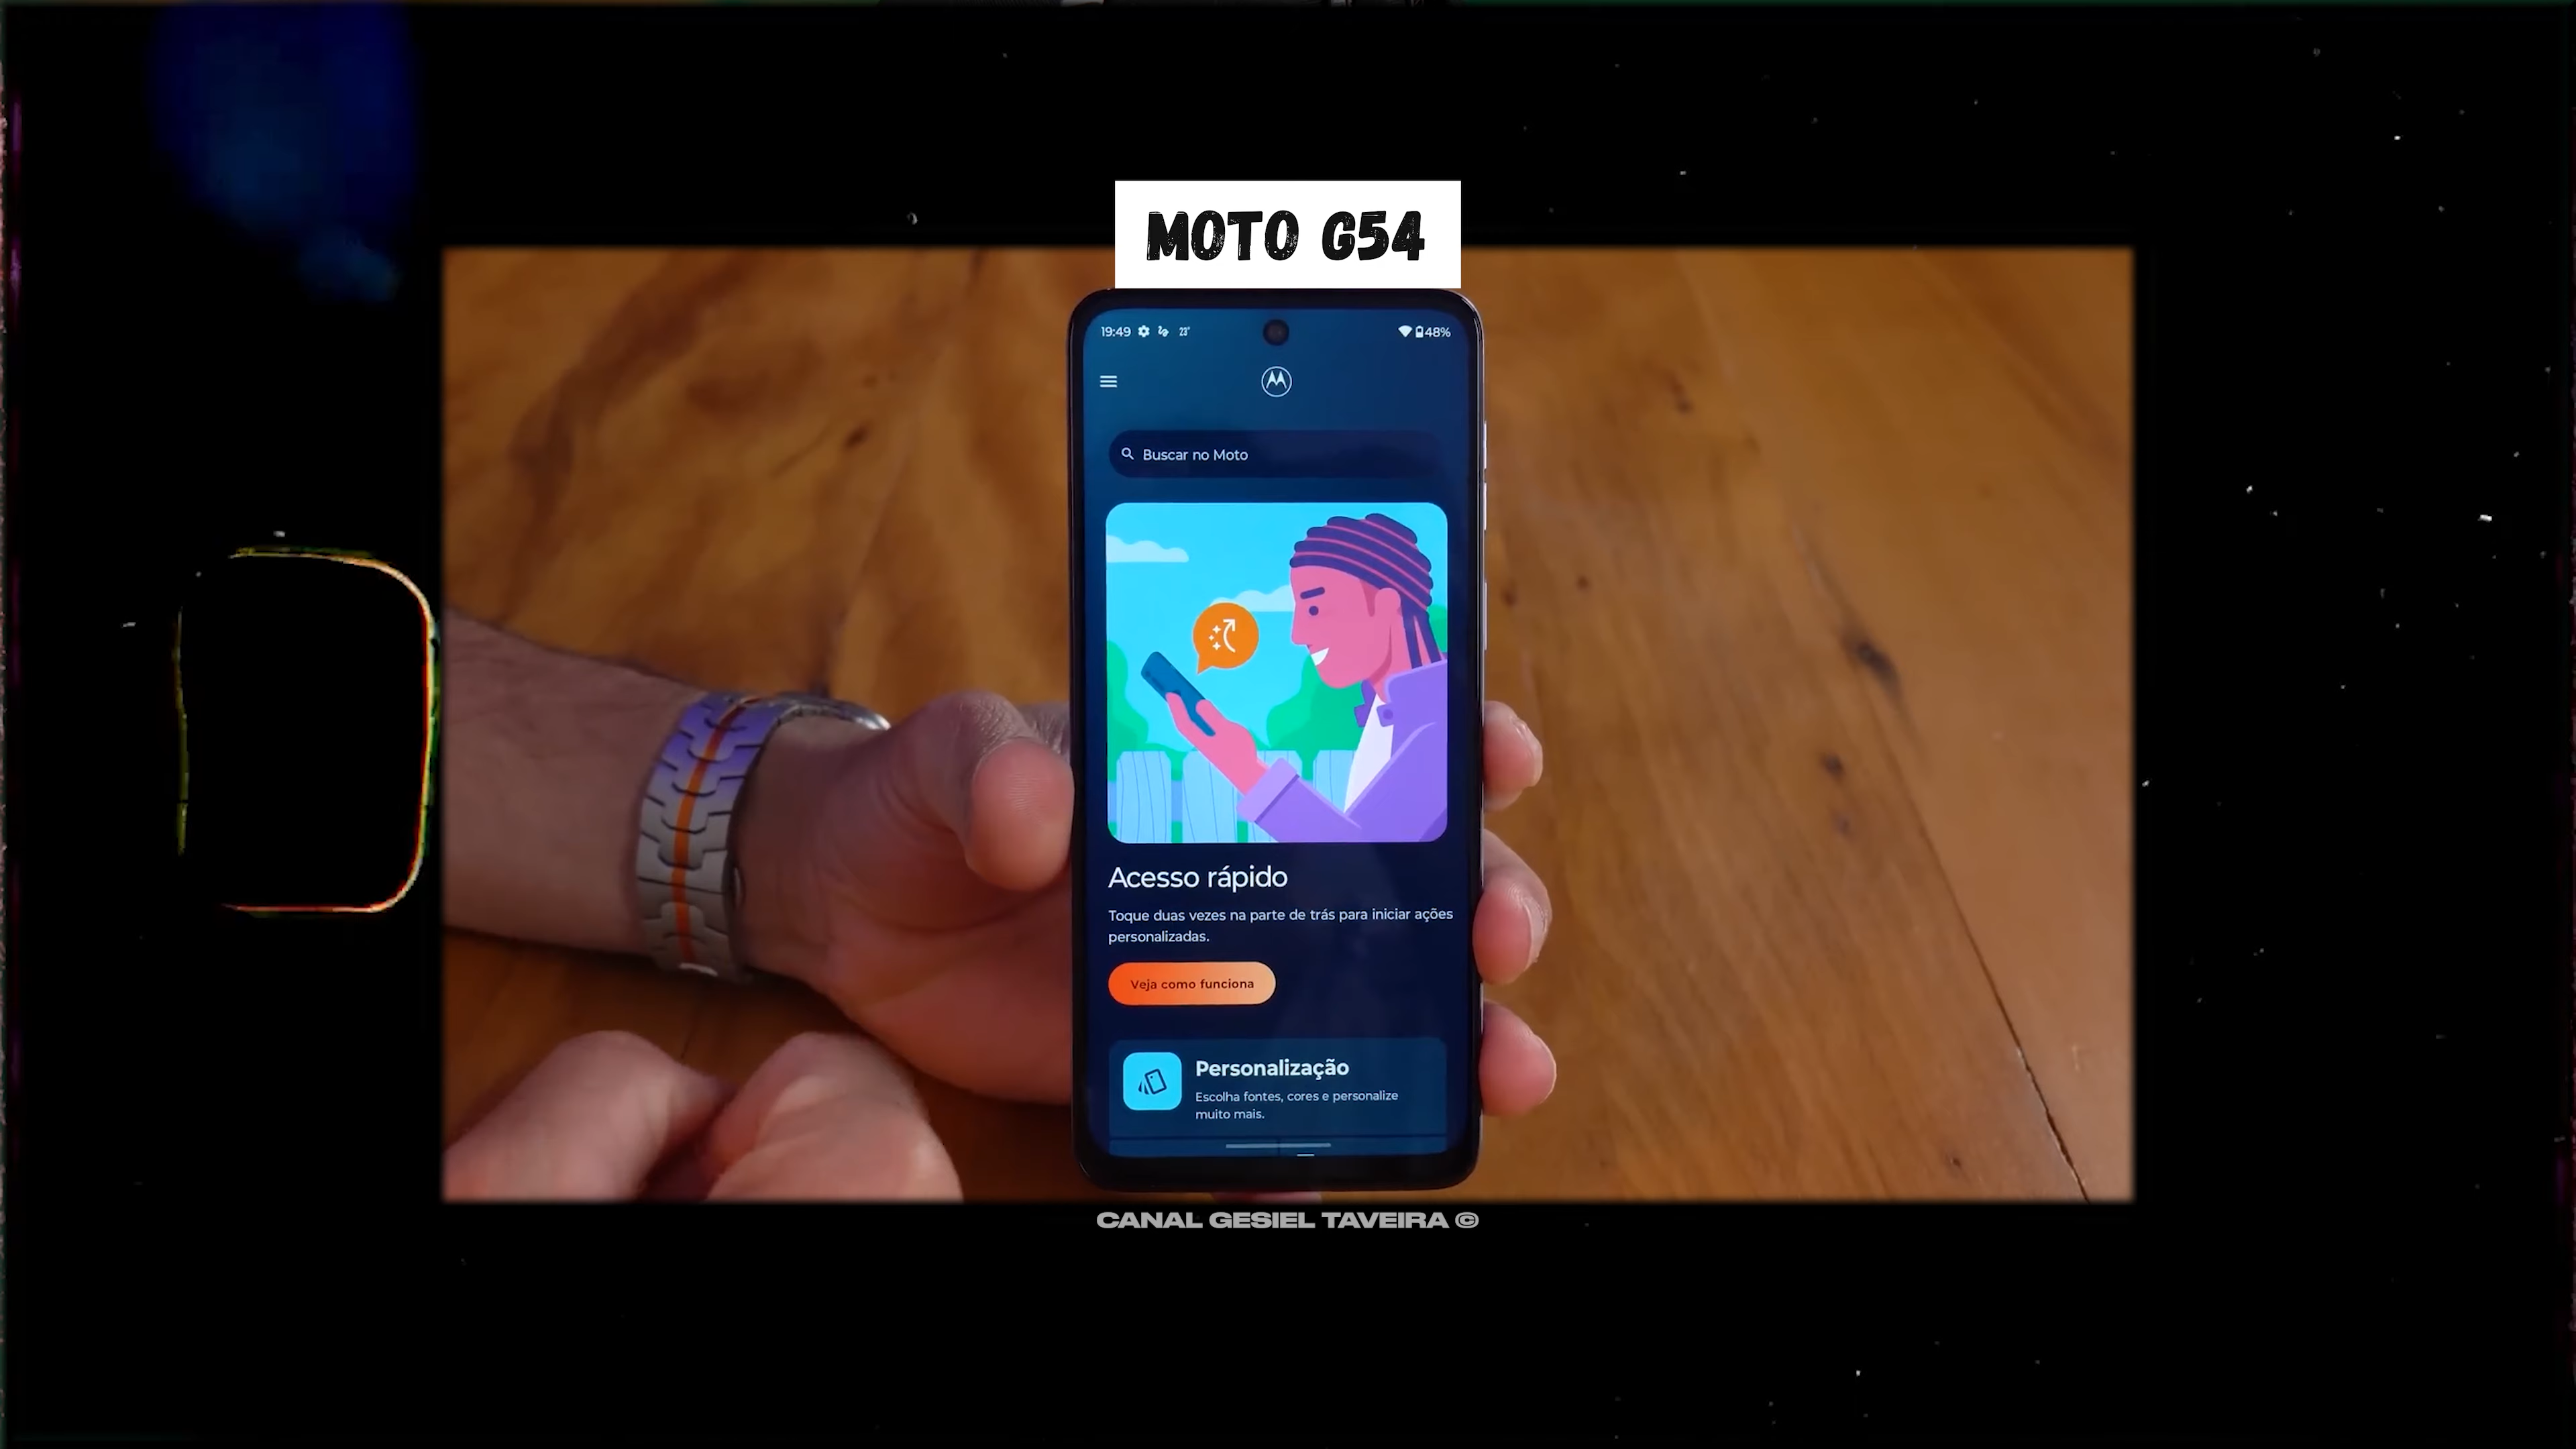 MOTO G54
19:49 23° 48%
Buscar no Moto
Acesso rápido
Toque duas vezes na parte de trás para iniciar ações
personalizadas.
Veja como funciona
Personalização
Escolha fontes, cores e personalize
muito mais.
CANAL GESIEL TAVEIRA ©